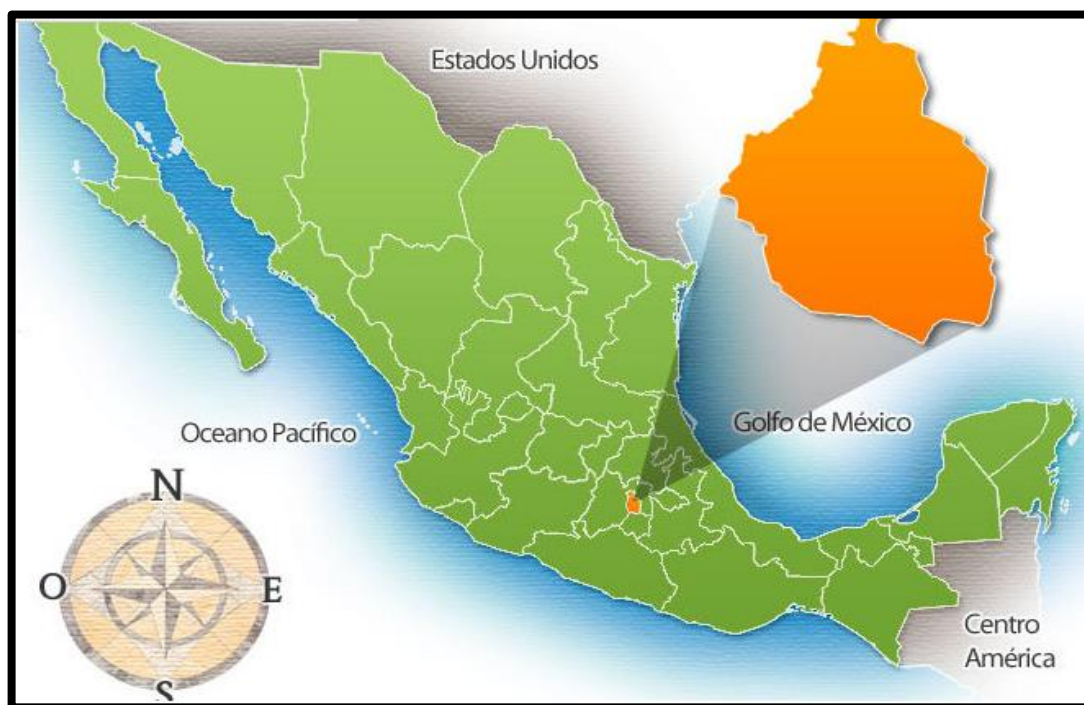 Estados Unidos
Oceano Pacífico
Golfo de México
N
O
E
S
Centro
América